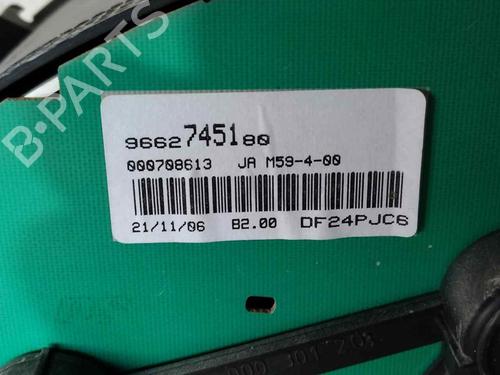 9662745180
000708613 JA M59-4-00
21/11/06 B2.00 DF24PJC6
B-PARTS